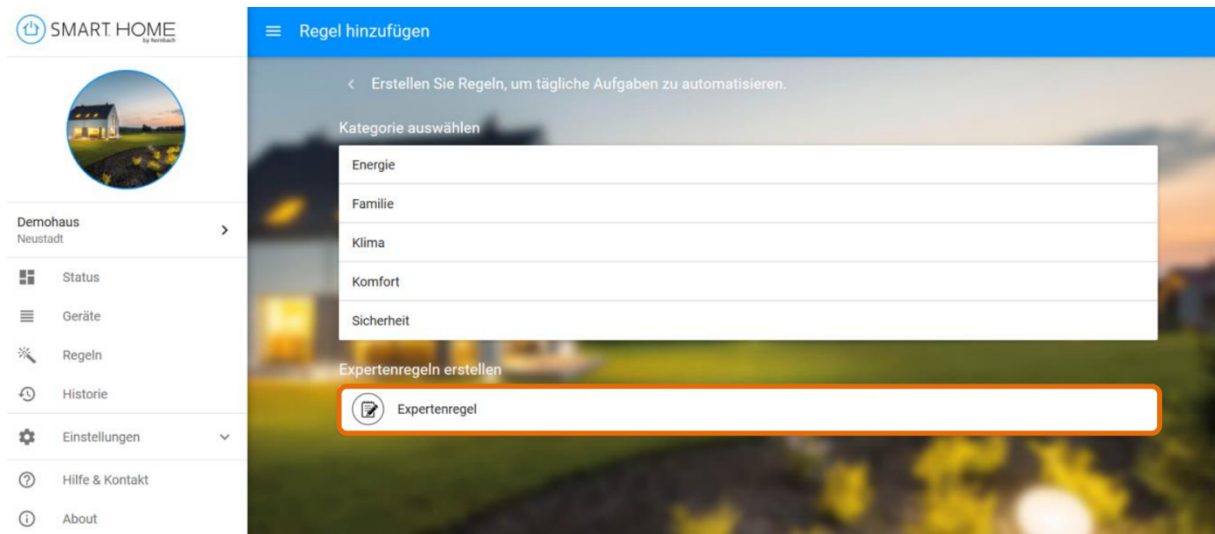 SMART HOME
by hornbach
Regel hinzufügen
Erstellen Sie Regeln, um tägliche Aufgaben zu automatisieren.
Kategorie auswählen
Energie
Familie
Klima
Komfort
Sicherheit
Expertenregeln erstellen
Expertenregel
Demohaus
Neustadt
Status
Geräte
Regeln
Historie
Einstellungen
Hilfe & Kontakt
About